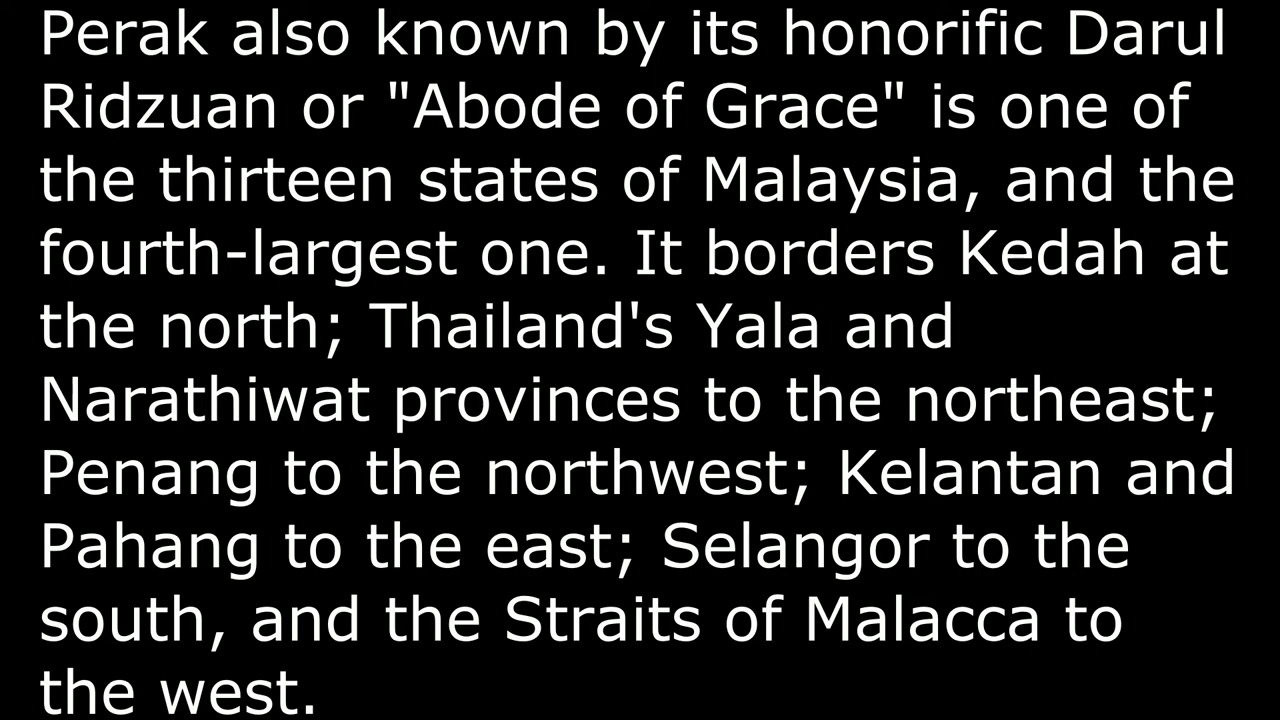 Perak also known by its honorific Darul
Ridzuan or "Abode of Grace" is one of
the thirteen states of Malaysia, and the
fourth-largest one. It borders Kedah at
the north; Thailand's Yala and
Narathiwat provinces to the northeast;
Penang to the northwest; Kelantan and
Pahang to the east; Selangor to the
south, and the Straits of Malacca to
the west.